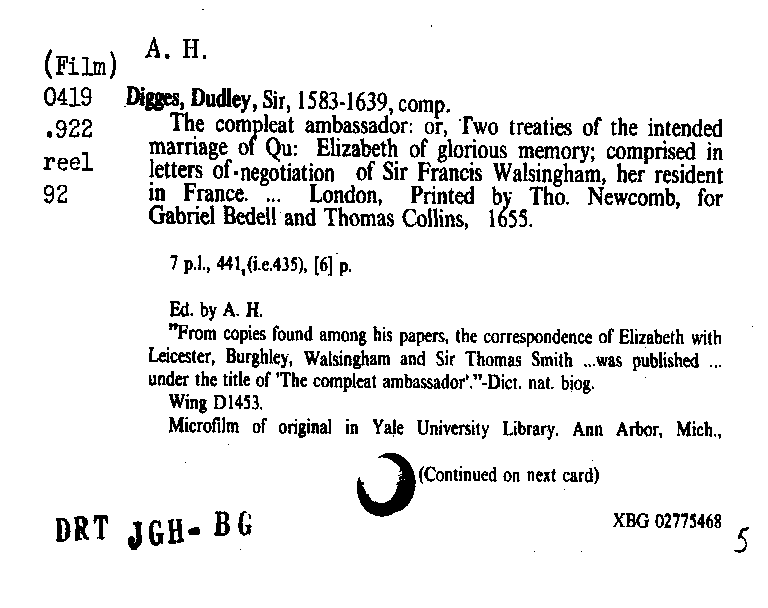 A. H.
(Film)
0419 Digges, Dudley, Sir, 1583-1639, comp.
.922 The compleat ambassador: or, Two treaties of the intended
marriage of Qu: Elizabeth of glorious memory; comprised in
reel letters of negotiation of Sir Francis Walsingham, her resident
92 in France. ... London, Printed by Tho. Newcomb, for
Gabriel Bedell and Thomas Collins, 1655.
7 p.l., 441, (i.e.435), [6] p.
Ed. by A. H.
"From copies found among his papers, the correspondence of Elizabeth with
Leicester, Burghley, Walsingham and Sir Thomas Smith ...was published ...
under the title of 'The compleat ambassador'."-Dict. nat. biog.
Wing D1453.
Microfilm of original in Yale University Library. Ann Arbor, Mich.,
(Continued on next card)
DRT JGH- BG
XBG 02775468
5